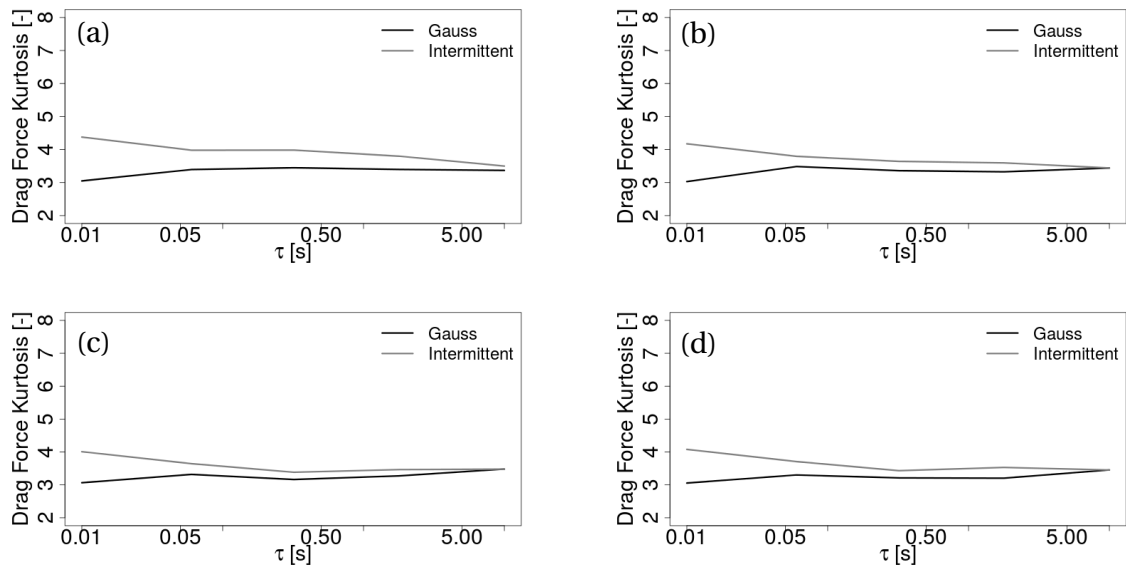 (a)
Gauss
Intermittent
Drag Force Kurtosis [-]
8
7
6
5
4
3
2
0.01 0.05 0.50 5.00
τ [s]
(b)
Gauss
Intermittent
Drag Force Kurtosis [-]
8
7
6
5
4
3
2
0.01 0.05 0.50 5.00
τ [s]
(c)
Gauss
Intermittent
Drag Force Kurtosis [-]
8
7
6
5
4
3
2
0.01 0.05 0.50 5.00
τ [s]
(d)
Gauss
Intermittent
Drag Force Kurtosis [-]
8
7
6
5
4
3
2
0.01 0.05 0.50 5.00
τ [s]